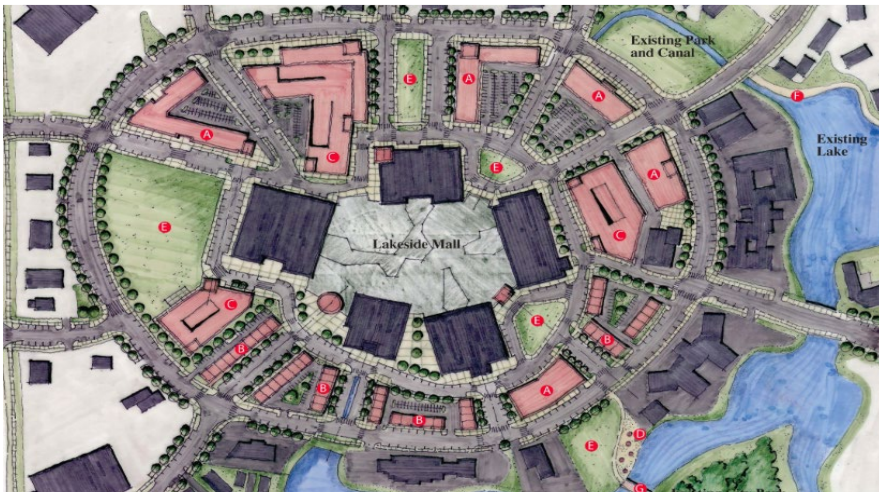 Existing Park
and Canal
E
A
A
F
A
Existing
Lake
C
E
A
E
C
Lakeside Mall
C
E
B
B
B
A
B
E
D
G